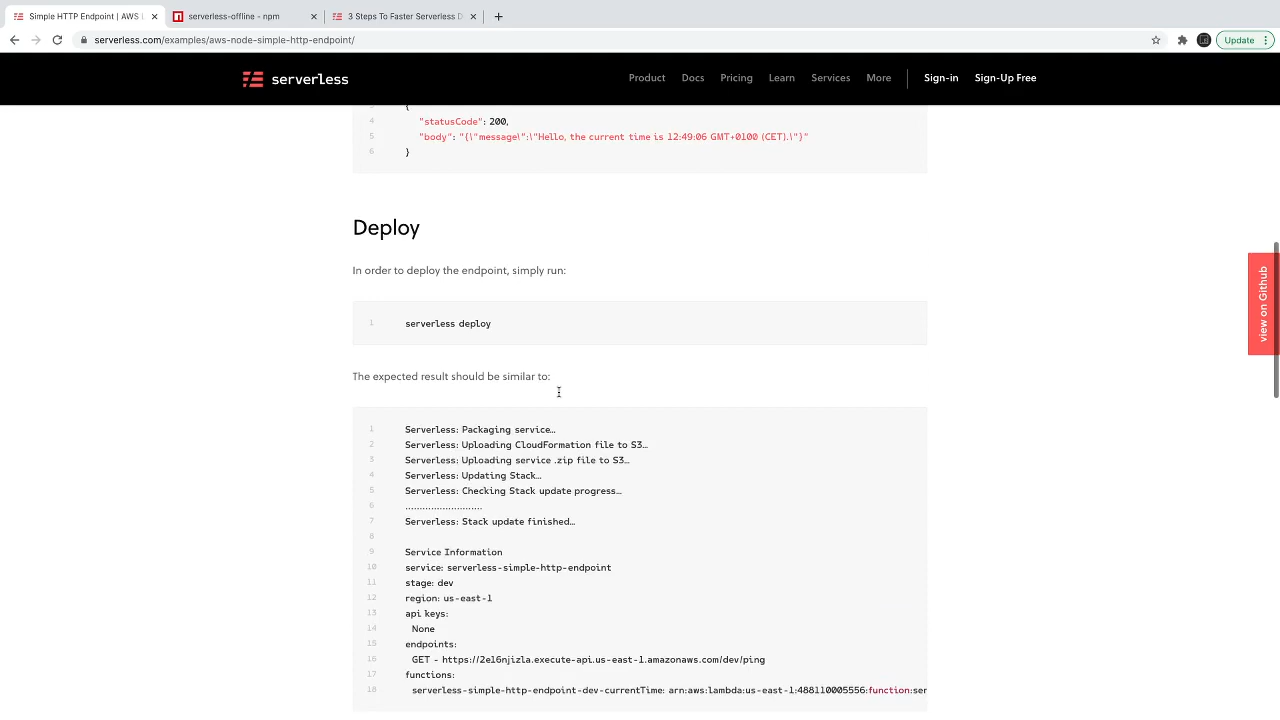 Simple HTTP Endpoint | AWS L
serverless-offline - npm
3 Steps To Faster Serverless D
serverless.com/examples/aws-node-simple-http-endpoint/
Update
serverless
Product Docs Pricing Learn Services More Sign-in Sign-Up Free
{
4 "statusCode": 200,
5 "body": "{\"message\":\"Hello, the current time is 12:49:06 GMT+0100 (CET).\"}"
6 }
Deploy
In order to deploy the endpoint, simply run:
1 serverless deploy
The expected result should be similar to:
1 Serverless: Packaging service…
2 Serverless: Uploading CloudFormation file to S3…
3 Serverless: Uploading service .zip file to S3…
4 Serverless: Updating Stack…
5 Serverless: Checking Stack update progress…
6 ...........................
7 Serverless: Stack update finished…
8
9 Service Information
10 service: serverless-simple-http-endpoint
11 stage: dev
12 region: us-east-1
13 api keys:
14 None
15 endpoints:
16 GET - https://2el6njizla.execute-api.us-east-1.amazonaws.com/dev/ping
17 functions:
18 serverless-simple-http-endpoint-dev-currentTime: arn:aws:lambda:us-east-1:488110005556:function:ser
view on Github